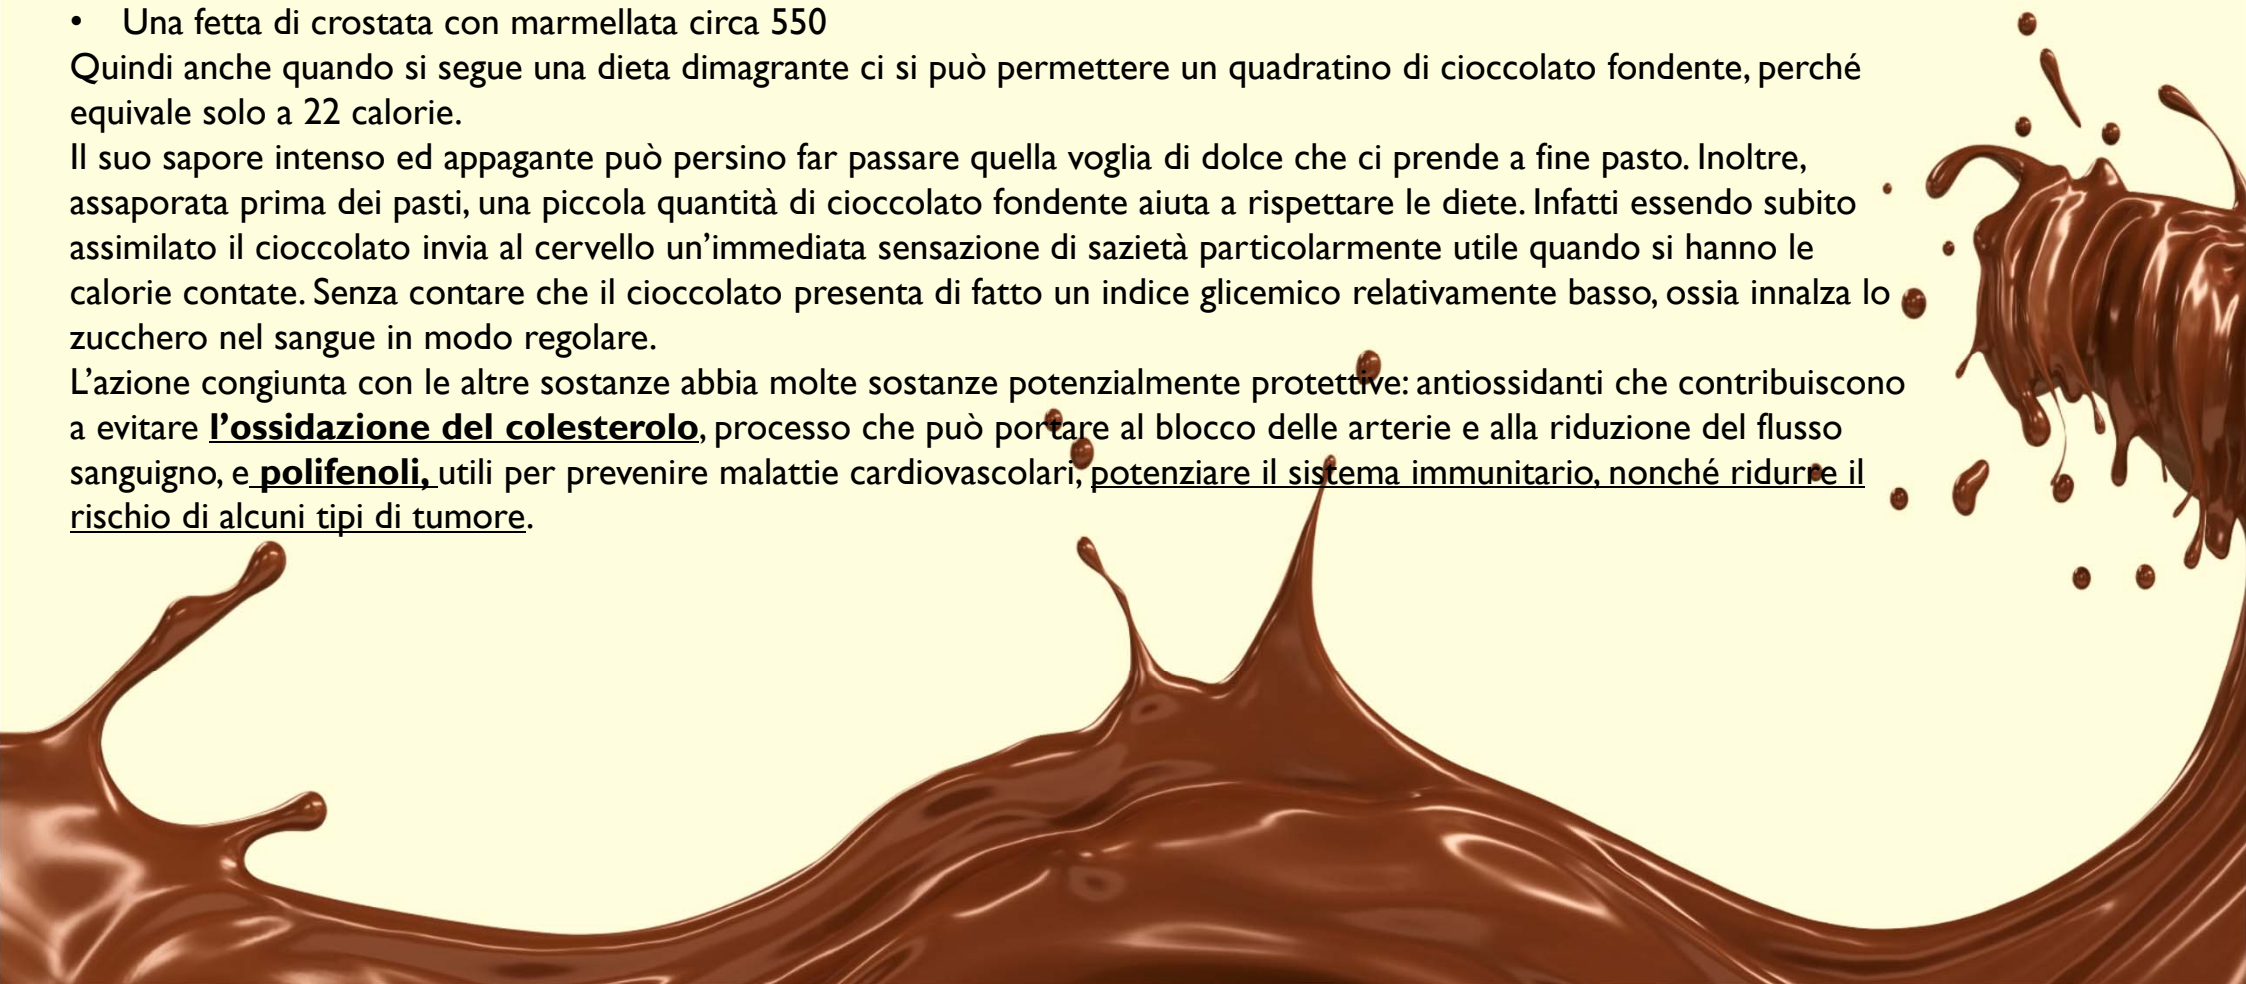 • Una fetta di crostata con marmellata circa 550
Quindi anche quando si segue una dieta dimagrante ci si può permettere un quadratino di cioccolato fondente, perché
equivale solo a 22 calorie.
Il suo sapore intenso ed appagante può persino far passare quella voglia di dolce che ci prende a fine pasto. Inoltre,
assaporata prima dei pasti, una piccola quantità di cioccolato fondente aiuta a rispettare le diete. Infatti essendo subito
assimilato il cioccolato invia al cervello un’immediata sensazione di sazietà particolarmente utile quando si hanno le
calorie contate. Senza contare che il cioccolato presenta di fatto un indice glicemico relativamente basso, ossia innalza lo
zucchero nel sangue in modo regolare.
L’azione congiunta con le altre sostanze abbia molte sostanze potenzialmente protettive: antiossidanti che contribuiscono
a evitare l’ossidazione del colesterolo, processo che può portare al blocco delle arterie e alla riduzione del flusso
sanguigno, e polifenoli, utili per prevenire malattie cardiovascolari, potenziare il sistema immunitario, nonché ridurre il
rischio di alcuni tipi di tumore.